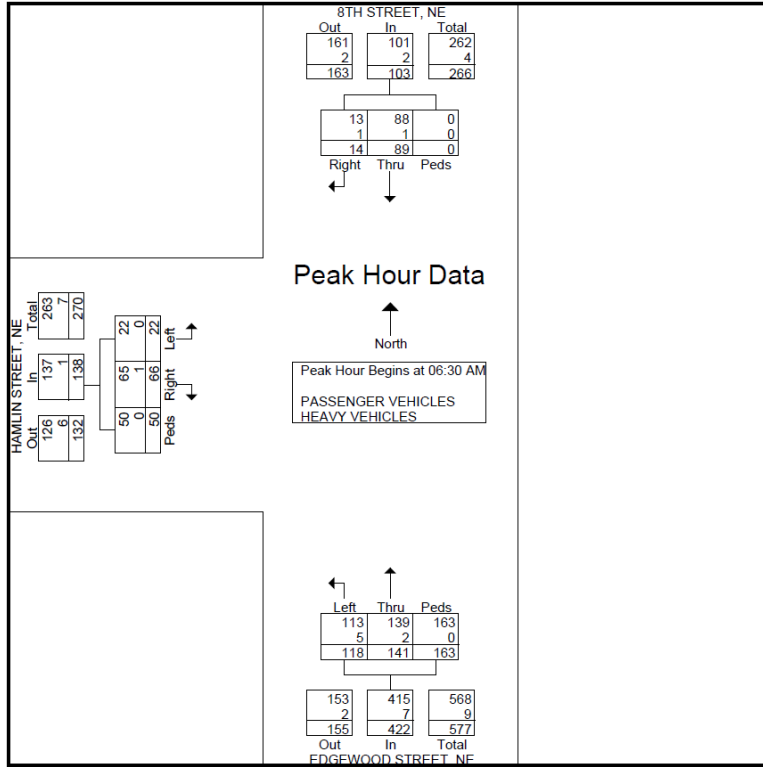 8TH STREET, NE
Out In Total
161 101 262
2 2 4
163 103 266
13 88 0
1 1 0
14 89 0
Right Thru Peds
Peak Hour Data
North
Peak Hour Begins at 06:30 AM
PASSENGER VEHICLES
HEAVY VEHICLES
HAMLIN STREET, NE
Out In Total
126 137 263
6 1 7
132 138 270
50 65 22
0 1 0
50 66 22
Peds Right Left
Left Thru Peds
113 139 163
5 2 0
118 141 163
153 415 568
2 7 9
155 422 577
Out In Total
EDGEWOOD STREET, NE